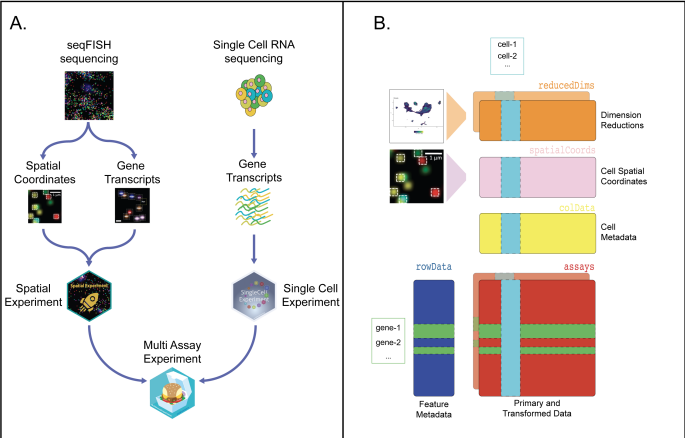 A.
seqFISH
sequencing
Single Cell RNA
sequencing
Spatial
Coordinates
Gene
Transcripts
Gene
Transcripts
Spatial
Experiment
Spatial Experiment
SingleCell
Experiment
Single Cell
Experiment
Multi Assay
Experiment
B.
cell-1
cell-2
...
reducedDims
Dimension
Reductions
spatialCoords
1 μm
Cell Spatial
Coordinates
colData
Cell
Metadata
rowData
assays
gene-1
gene-2
...
Feature
Metadata
Primary and
Transformed Data